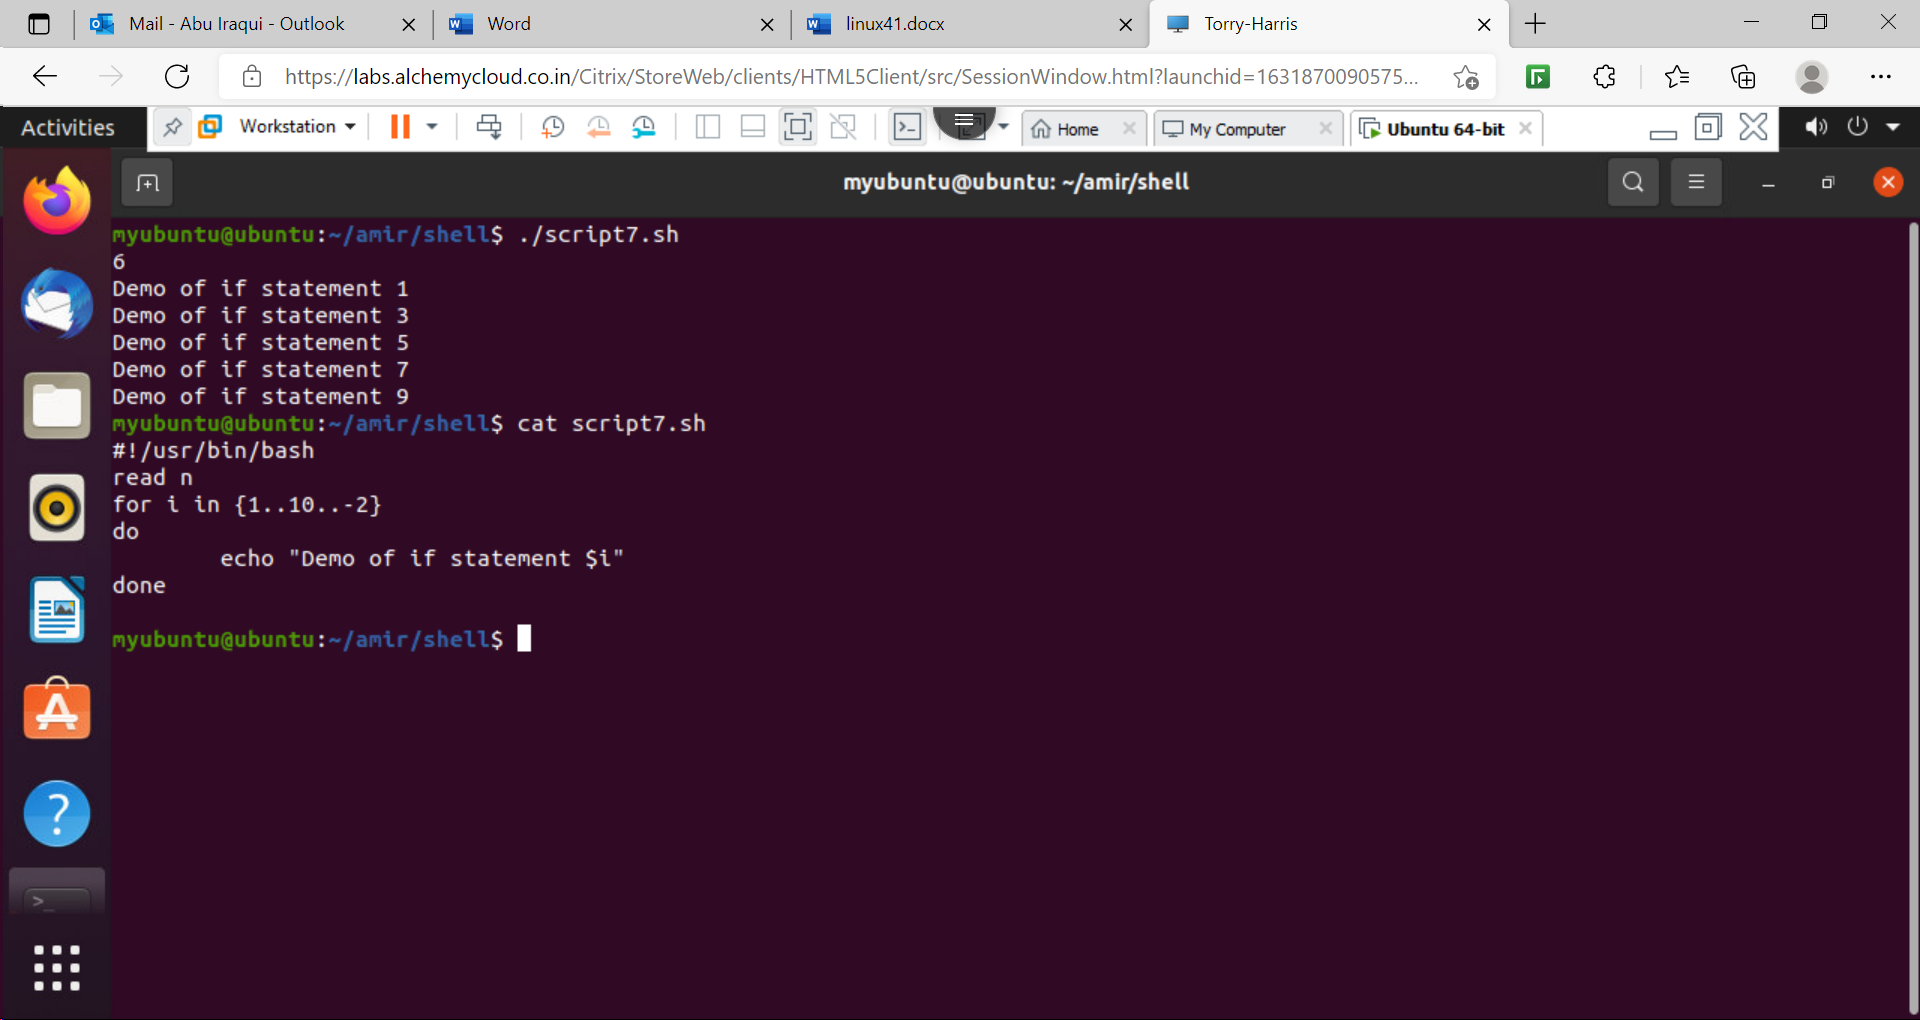 Mail - Abu Iraqui - Outlook
Word
linux41.docx
Torry-Harris
https://labs.alchemycloud.co.in/Citrix/StoreWeb/clients/HTML5Client/src/SessionWindow.html?launchid=1631870090575...
Activities
Workstation
Home
My Computer
Ubuntu 64-bit
myubuntu@ubuntu: ~/amir/shell
myubuntu@ubuntu:~/amir/shell$ ./script7.sh
6
Demo of if statement 1
Demo of if statement 3
Demo of if statement 5
Demo of if statement 7
Demo of if statement 9
myubuntu@ubuntu:~/amir/shell$ cat script7.sh
#!/usr/bin/bash
read n
for i in {1..10..-2}
do
        echo "Demo of if statement $i"
done
myubuntu@ubuntu:~/amir/shell$